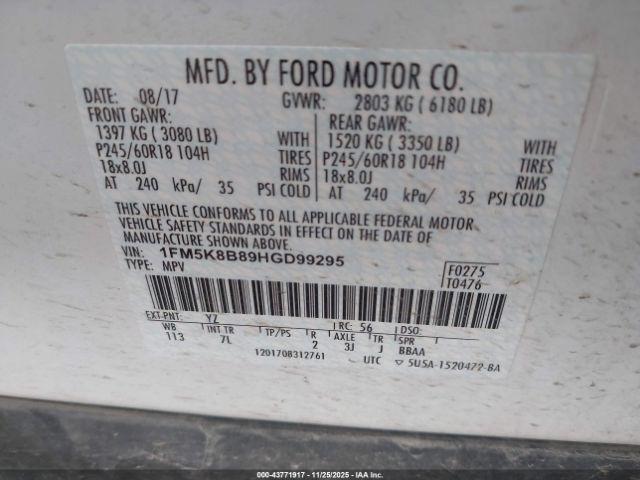 MFD. BY FORD MOTOR CO.
DATE: 08/17 GVWR: 2803 KG ( 6180 LB)
FRONT GAWR: REAR GAWR:
1397 KG ( 3080 LB) WITH 1520 KG ( 3350 LB) WITH
P245/60R18 104H TIRES P245/60R18 104H TIRES
18x8.0J RIMS 18x8.0J RIMS
AT 240 kPa/ 35 PSI COLD AT 240 kPa/ 35 PSI COLD
THIS VEHICLE CONFORMS TO ALL APPLICABLE FEDERAL MOTOR
VEHICLE SAFETY STANDARDS IN EFFECT ON THE DATE OF
MANUFACTURE SHOWN ABOVE.
VIN: 1FM5K8B89HGD99295 F0275
TYPE: MPV T0476
EXT-PNT: YZ RC: 56 DSO:
WB INT TR TP/PS R AXLE TR SPR
113 7L 2 3J J BBAA
1201708312761 UTC ▽ 5U5A-1520472-BA
000-43771917 - 11/25/2025 - IAAI.COM